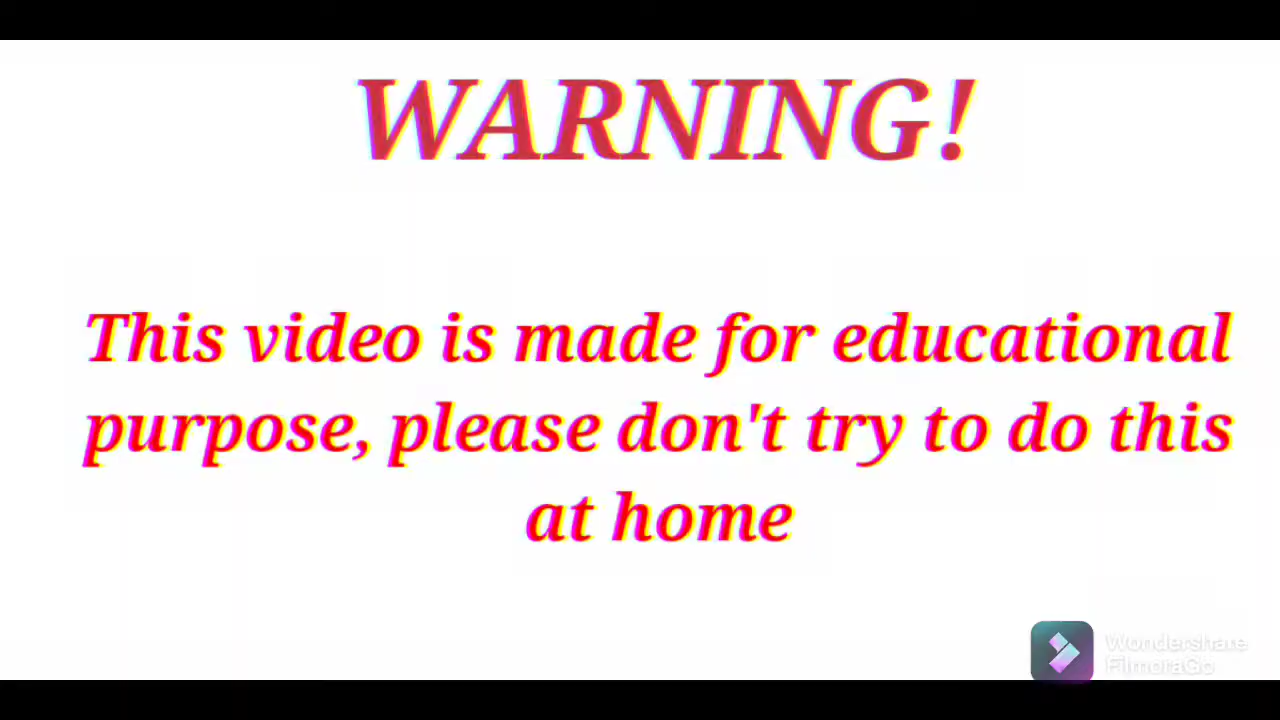 WARNING!
This video is made for educational
purpose, please don't try to do this
at home
Wondershare
FilmoraGo